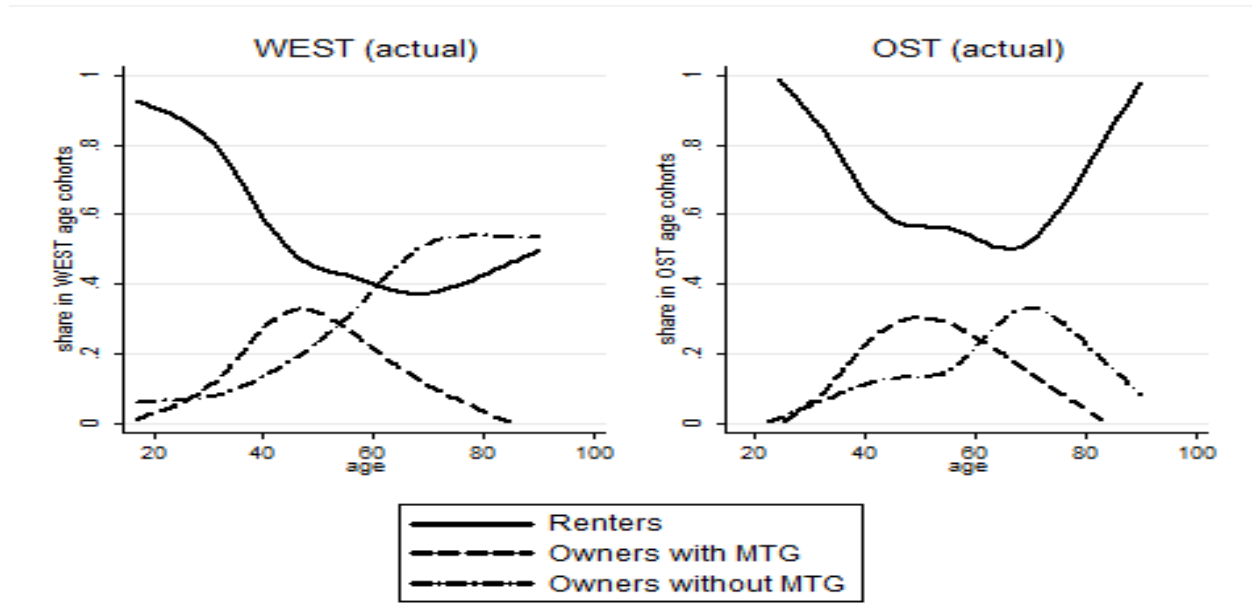 WEST (actual)
share in WEST age cohorts
1
.8
.6
.4
.2
0
20 40 60 80 100
age
OST (actual)
share in OST age cohorts
1
.8
.6
.4
.2
0
20 40 60 80 100
age
Renters
Owners with MTG
Owners without MTG